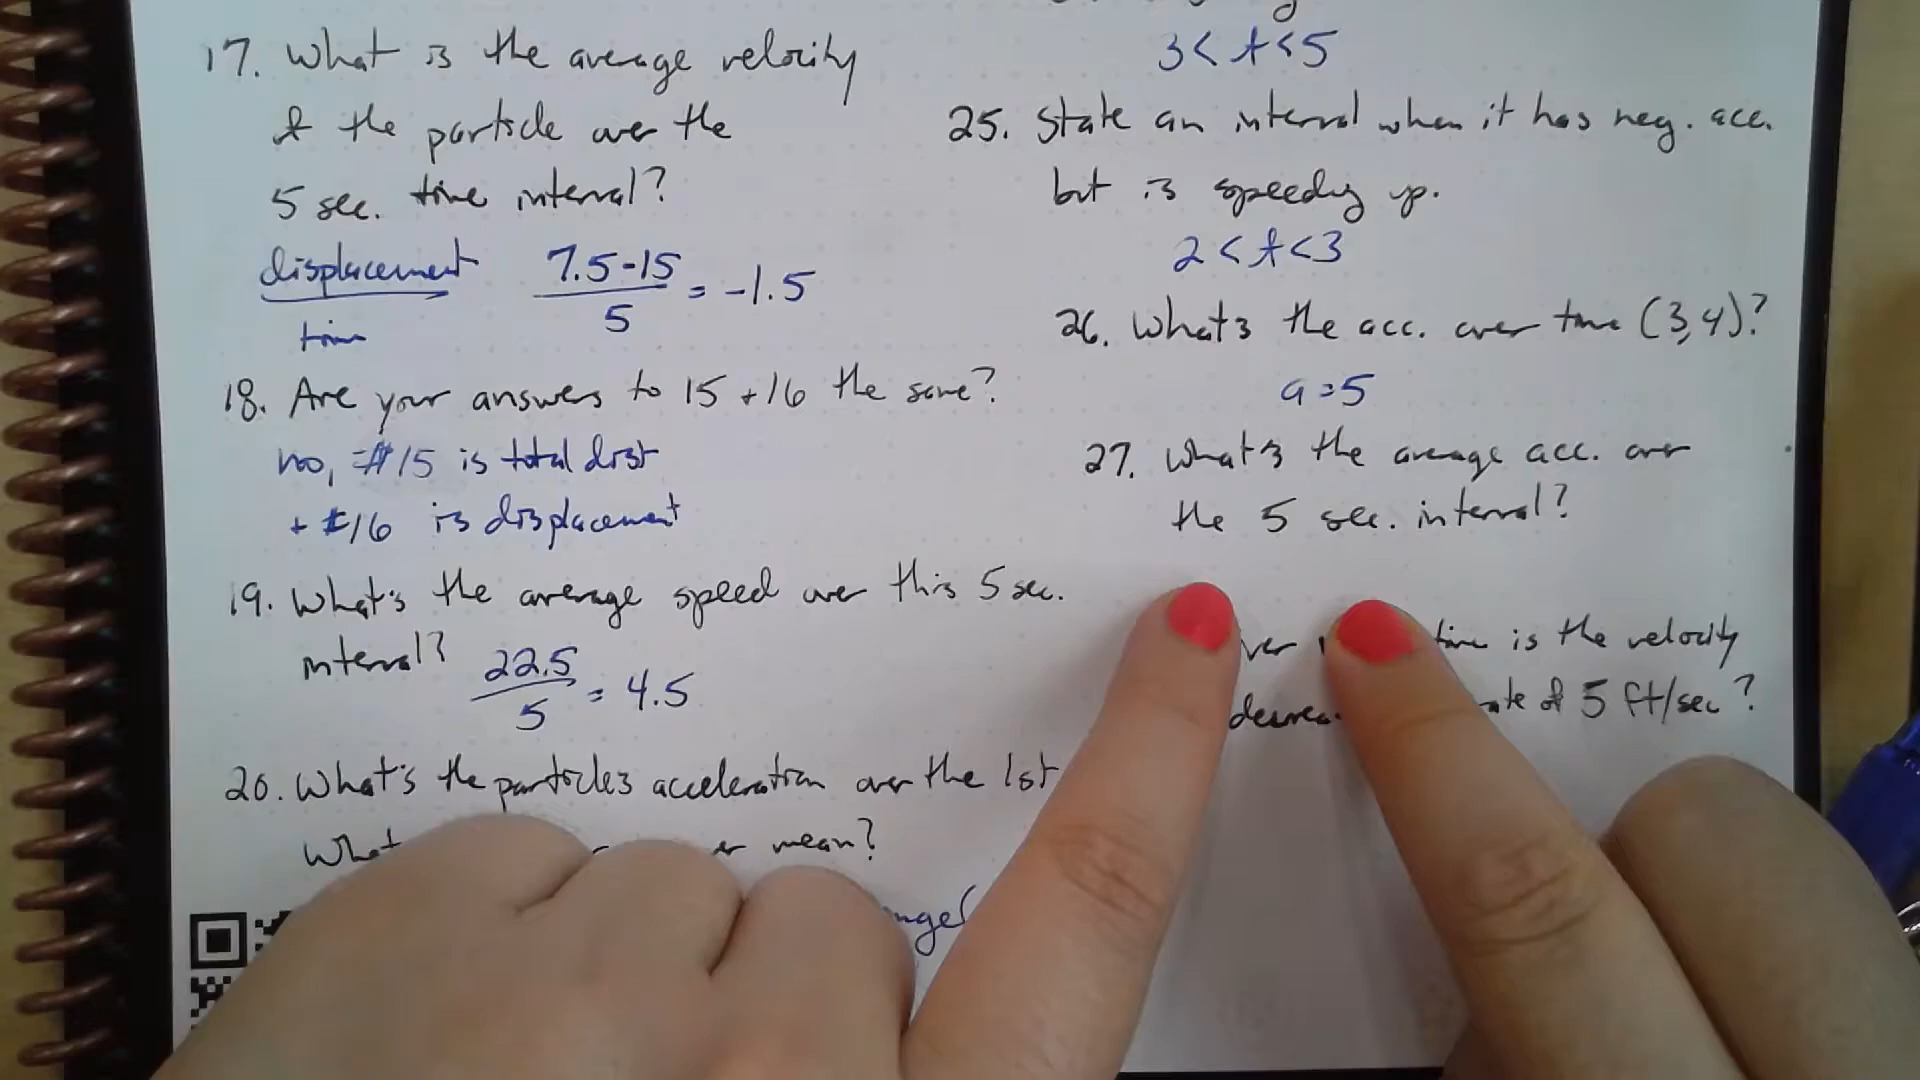 17. What is the average velocity
of the particle over the
5 sec. time interval?
displacement
time
7.5-15
5
= -1.5
18. Are your answers to 15 + 16 the same?
no, #15 is total dist
+ #16 is displacement
19. What's the average speed over this 5 sec.
interval?
22.5
5
= 4.5
20. What's the particles acceleration over the 1st
What mean?
3 < t < 5
25. State an interval when it has neg. acc.
but is speeding up.
2 < t < 3
26. What's the acc. over time (3,4)?
a = 5
27. What's the average acc. over
the 5 sec. interval?
time is the velocity
of 5 ft/sec?